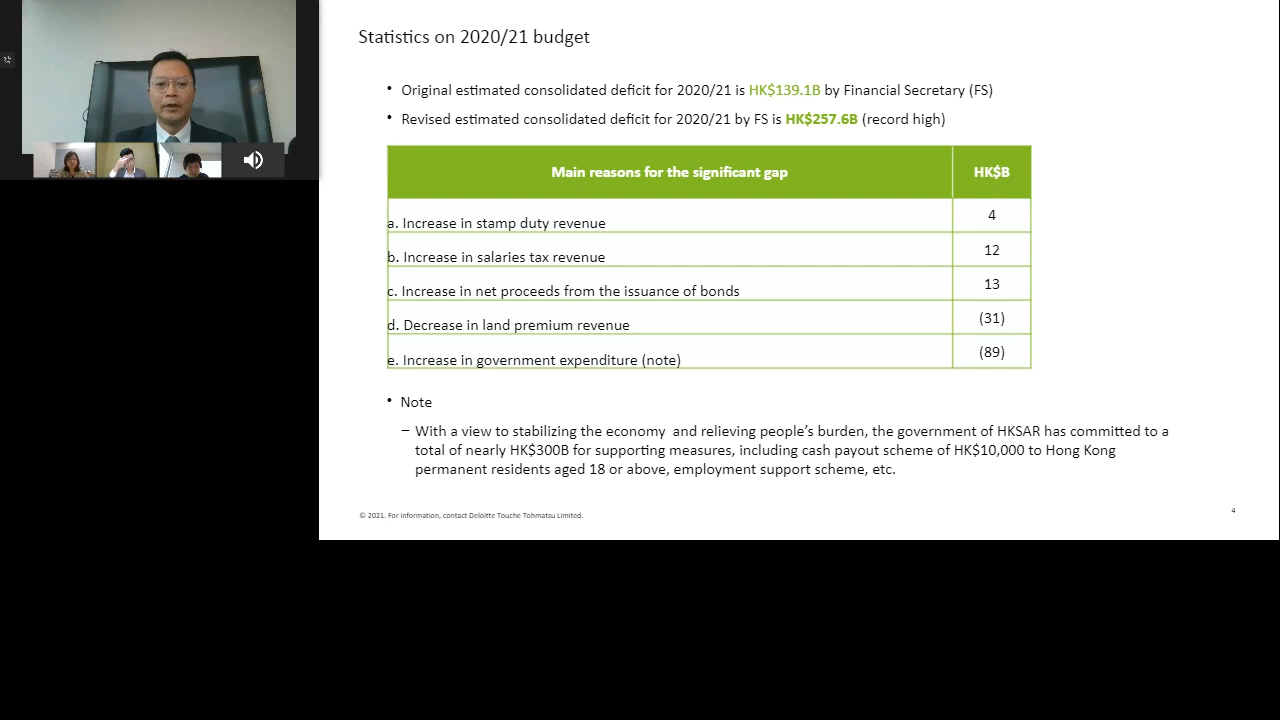 Statistics on 2020/21 budget
• Original estimated consolidated deficit for 2020/21 is HK$139.1B by Financial Secretary (FS)
• Revised estimated consolidated deficit for 2020/21 by FS is HK$257.6B (record high)
Main reasons for the significant gap HK$B
a. Increase in stamp duty revenue 4
b. Increase in salaries tax revenue 12
c. Increase in net proceeds from the issuance of bonds 13
d. Decrease in land premium revenue (31)
e. Increase in government expenditure (note) (89)
• Note
– With a view to stabilizing the economy and relieving people’s burden, the government of HKSAR has committed to a
total of nearly HK$300B for supporting measures, including cash payout scheme of HK$10,000 to Hong Kong
permanent residents aged 18 or above, employment support scheme, etc.
© 2021. For information, contact Deloitte Touche Tohmatsu Limited.
4